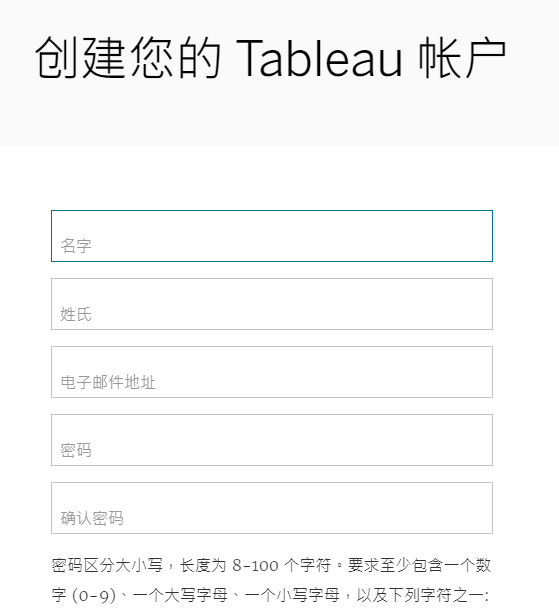 创建您的 Tableau 帐户
名字
姓氏
电子邮件地址
密码
确认密码
密码区分大小写，长度为 8-100 个字符。要求至少包含一个数
字 (0-9)、一个大写字母、一个小写字母，以及下列字符之一: